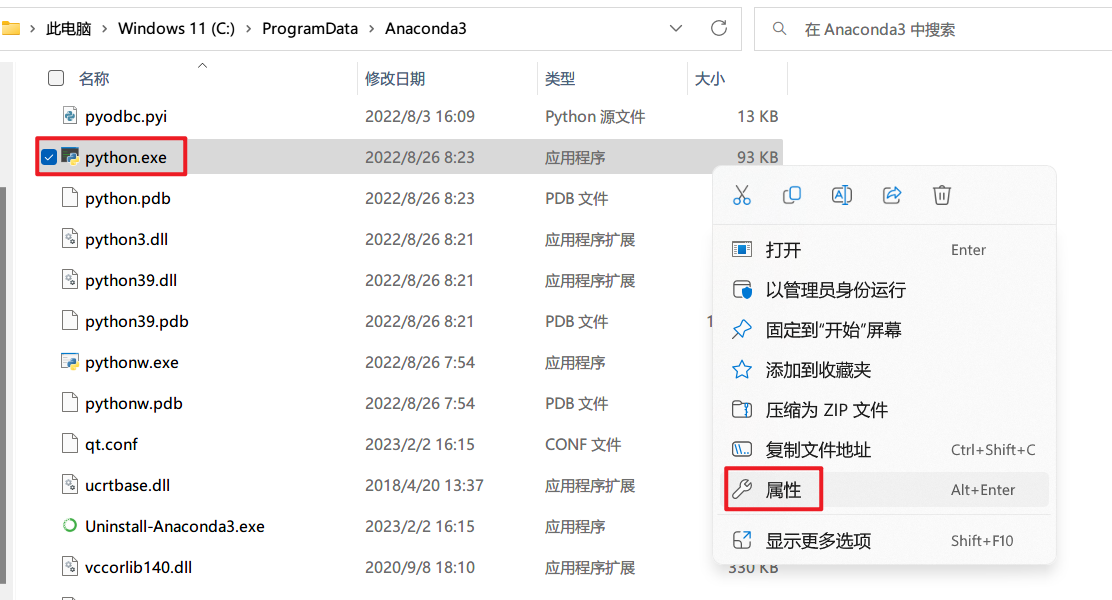 此电脑 > Windows 11 (C:) > ProgramData > Anaconda3
在 Anaconda3 中搜索
名称 修改日期 类型 大小
pyodbc.pyi 2022/8/3 16:09 Python 源文件 13 KB
python.exe 2022/8/26 8:23 应用程序 93 KB
python.pdb 2022/8/26 8:23 PDB 文件
python3.dll 2022/8/26 8:21 应用程序扩展
python39.dll 2022/8/26 8:21 应用程序扩展
python39.pdb 2022/8/26 8:21 PDB 文件 1
pythonw.exe 2022/8/26 7:54 应用程序
pythonw.pdb 2022/8/26 7:54 PDB 文件
qt.conf 2023/2/2 16:15 CONF 文件
ucrtbase.dll 2018/4/20 13:37 应用程序扩展
Uninstall-Anaconda3.exe 2023/2/2 16:15 应用程序
vccorlib140.dll 2020/9/8 18:10 应用程序扩展 330 KB
打开 Enter
以管理员身份运行
固定到"开始"屏幕
添加到收藏夹
压缩为 ZIP 文件
复制文件地址 Ctrl+Shift+C
属性 Alt+Enter
显示更多选项 Shift+F10